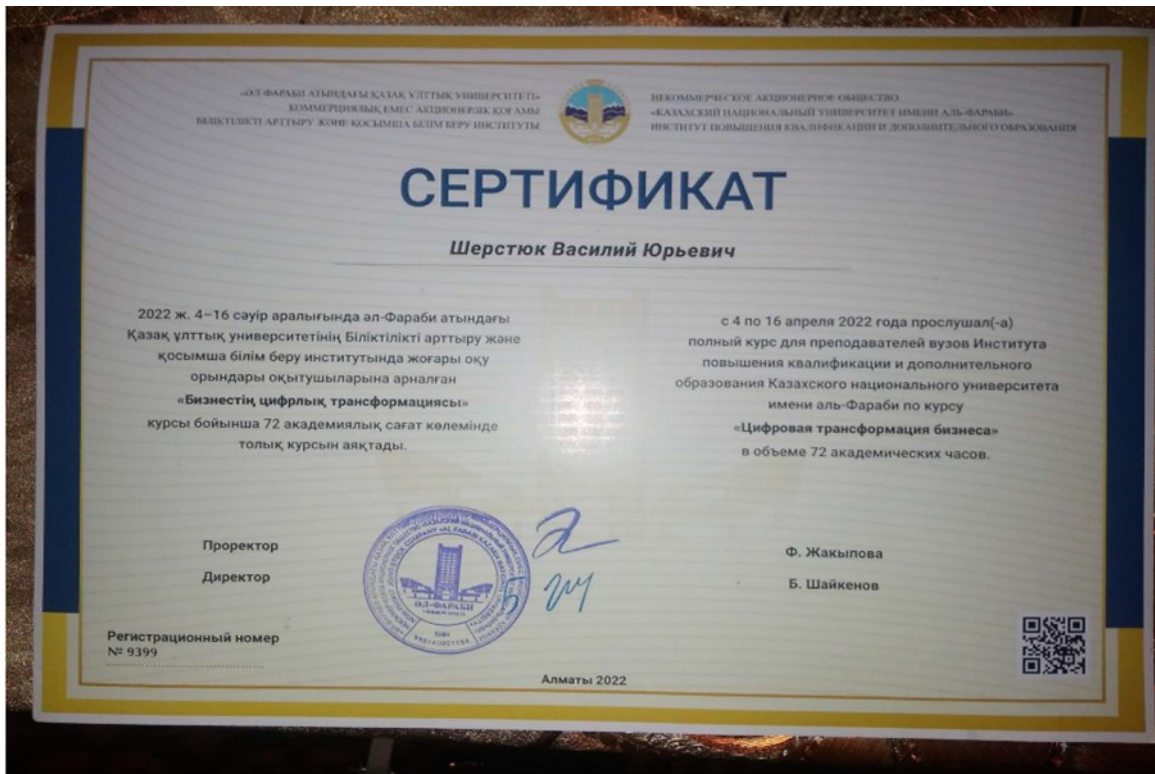 «ӘЛ-ФАРАБИ АТЫНДАҒЫ ҚАЗАҚ ҰЛТТЫҚ УНИВЕРСИТЕТІ»
КОММЕРЦИЯЛЫҚ ЕМЕС АКЦИОНЕРЛІК ҚОҒАМЫ
БІЛІКТІЛІКТІ АРТТЫРУ ЖӘНЕ ҚОСЫМША БІЛІМ БЕРУ ИНСТИТУТЫ
НЕКОММЕРЧЕСКОЕ АКЦИОНЕРНОЕ ОБЩЕСТВО
«КАЗАХСКИЙ НАЦИОНАЛЬНЫЙ УНИВЕРСИТЕТ ИМЕНИ АЛЬ-ФАРАБИ»
ИНСТИТУТ ПОВЫШЕНИЯ КВАЛИФИКАЦИИ И ДОПОЛНИТЕЛЬНОГО ОБРАЗОВАНИЯ
СЕРТИФИКАТ
Шерстюк Василий Юрьевич
2022 ж. 4–16 сәуір аралығында әл-Фараби атындағы
Қазақ ұлттық университетінің Біліктілікті арттыру және
қосымша білім беру институтында жоғары оқу
орындары оқытушыларына арналған
«Бизнестің цифрлық трансформациясы»
курсы бойынша 72 академиялық сағат көлемінде
толық курсын аяқтады.
с 4 по 16 апреля 2022 года прослушал(-а)
полный курс для преподавателей вузов Института
повышения квалификации и дополнительного
образования Казахского национального университета
имени аль-Фараби по курсу
«Цифровая трансформация бизнеса»
в объеме 72 академических часов.
Проректор
Ф. Жакыпова
Директор
Б. Шайкенов
ӘЛ-ФАРАБИ
БИН
Регистрационный номер
№ 9399
Алматы 2022